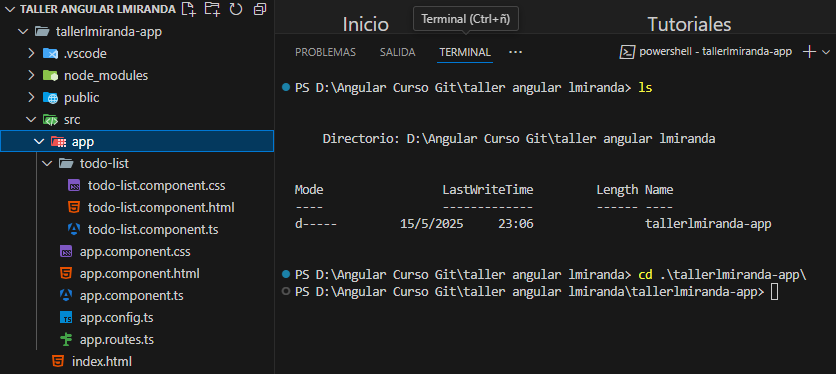 TALLER ANGULAR LMIRANDA
tallerlmiranda-app
.vscode
node_modules
public
src
app
todo-list
todo-list.component.css
todo-list.component.html
todo-list.component.ts
app.component.css
app.component.html
app.component.ts
app.config.ts
app.routes.ts
index.html
Inicio
Terminal (Ctrl+ñ)
Tutoriales
PROBLEMAS SALIDA TERMINAL ··· powershell - tallerlmiranda-app
PS D:\Angular Curso Git\taller angular lmiranda> ls
Directorio: D:\Angular Curso Git\taller angular lmiranda
Mode LastWriteTime Length Name
---- ------------- ------ ----
d----- 15/5/2025 23:06 tallerlmiranda-app
PS D:\Angular Curso Git\taller angular lmiranda> cd .\tallerlmiranda-app\
PS D:\Angular Curso Git\taller angular lmiranda\tallerlmiranda-app>